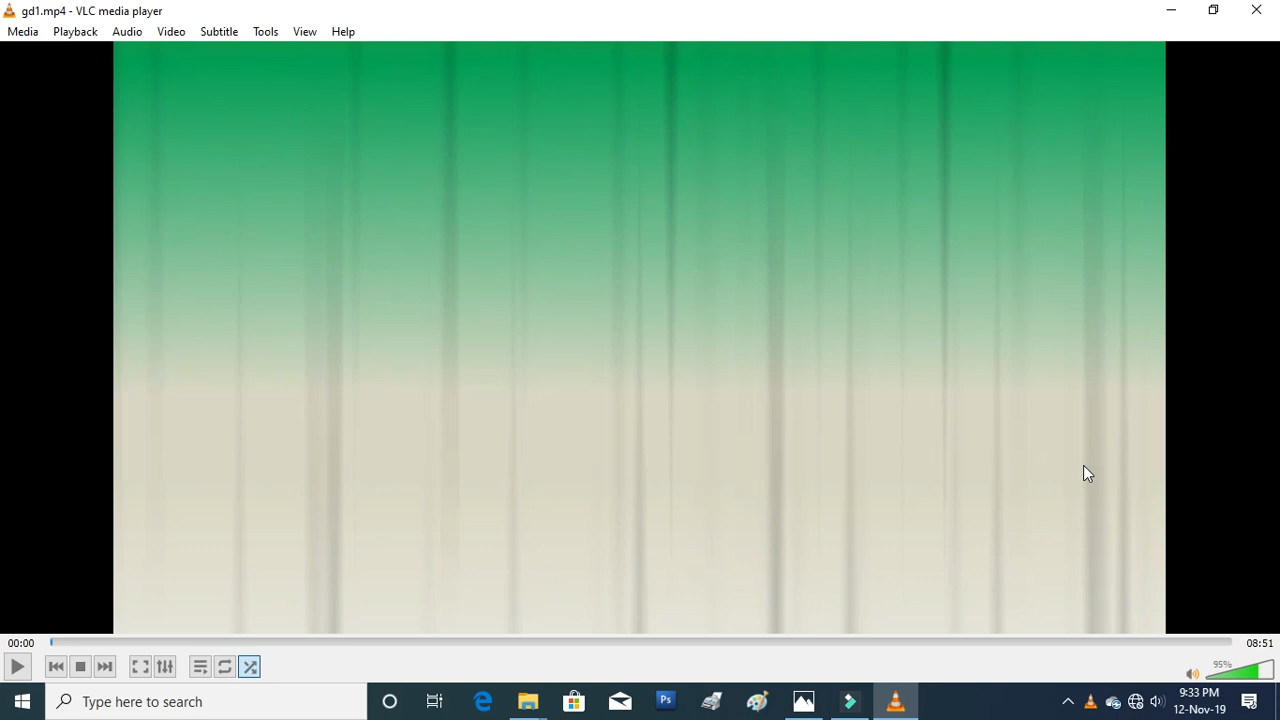 gd1.mp4 - VLC media player
Media Playback Audio Video Subtitle Tools View Help
00:00 08:51
95%
Ps
Type here to search
9:33 PM
12-Nov-19